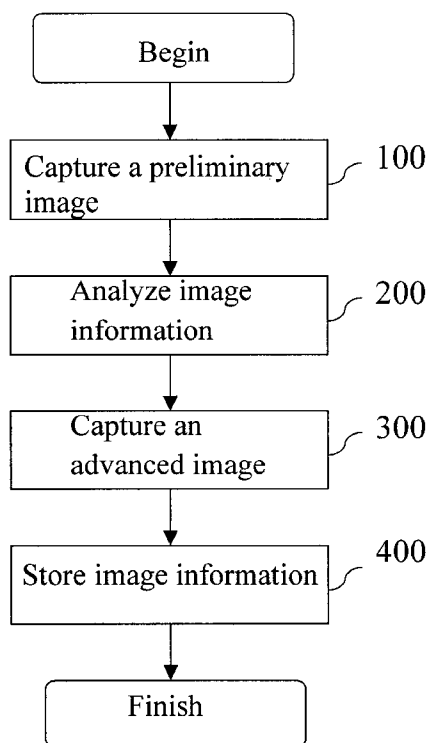 Begin
Capture a preliminary
image
100
Analyze image
information
200
Capture an
advanced image
300
Store image information
400
Finish